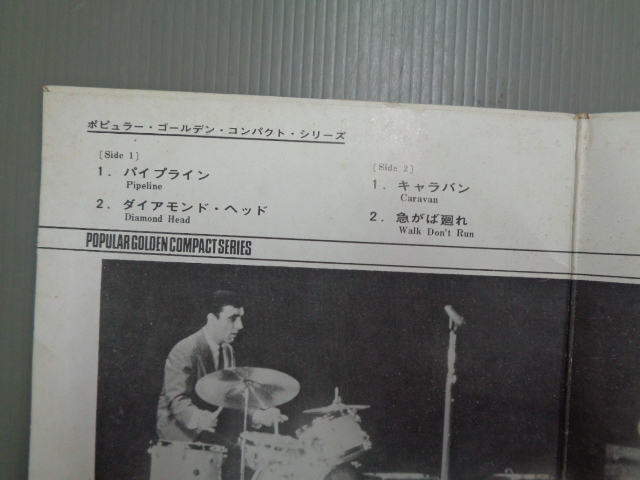 ポピュラー・ゴールデン・コンパクト・シリーズ
〔Side 1〕
1. パイプライン
Pipeline
2. ダイアモンド・ヘッド
Diamond Head
〔Side 2〕
1. キャラバン
Caravan
2. 急がば廻れ
Walk Don't Run
POPULAR GOLDEN COMPACT SERIES